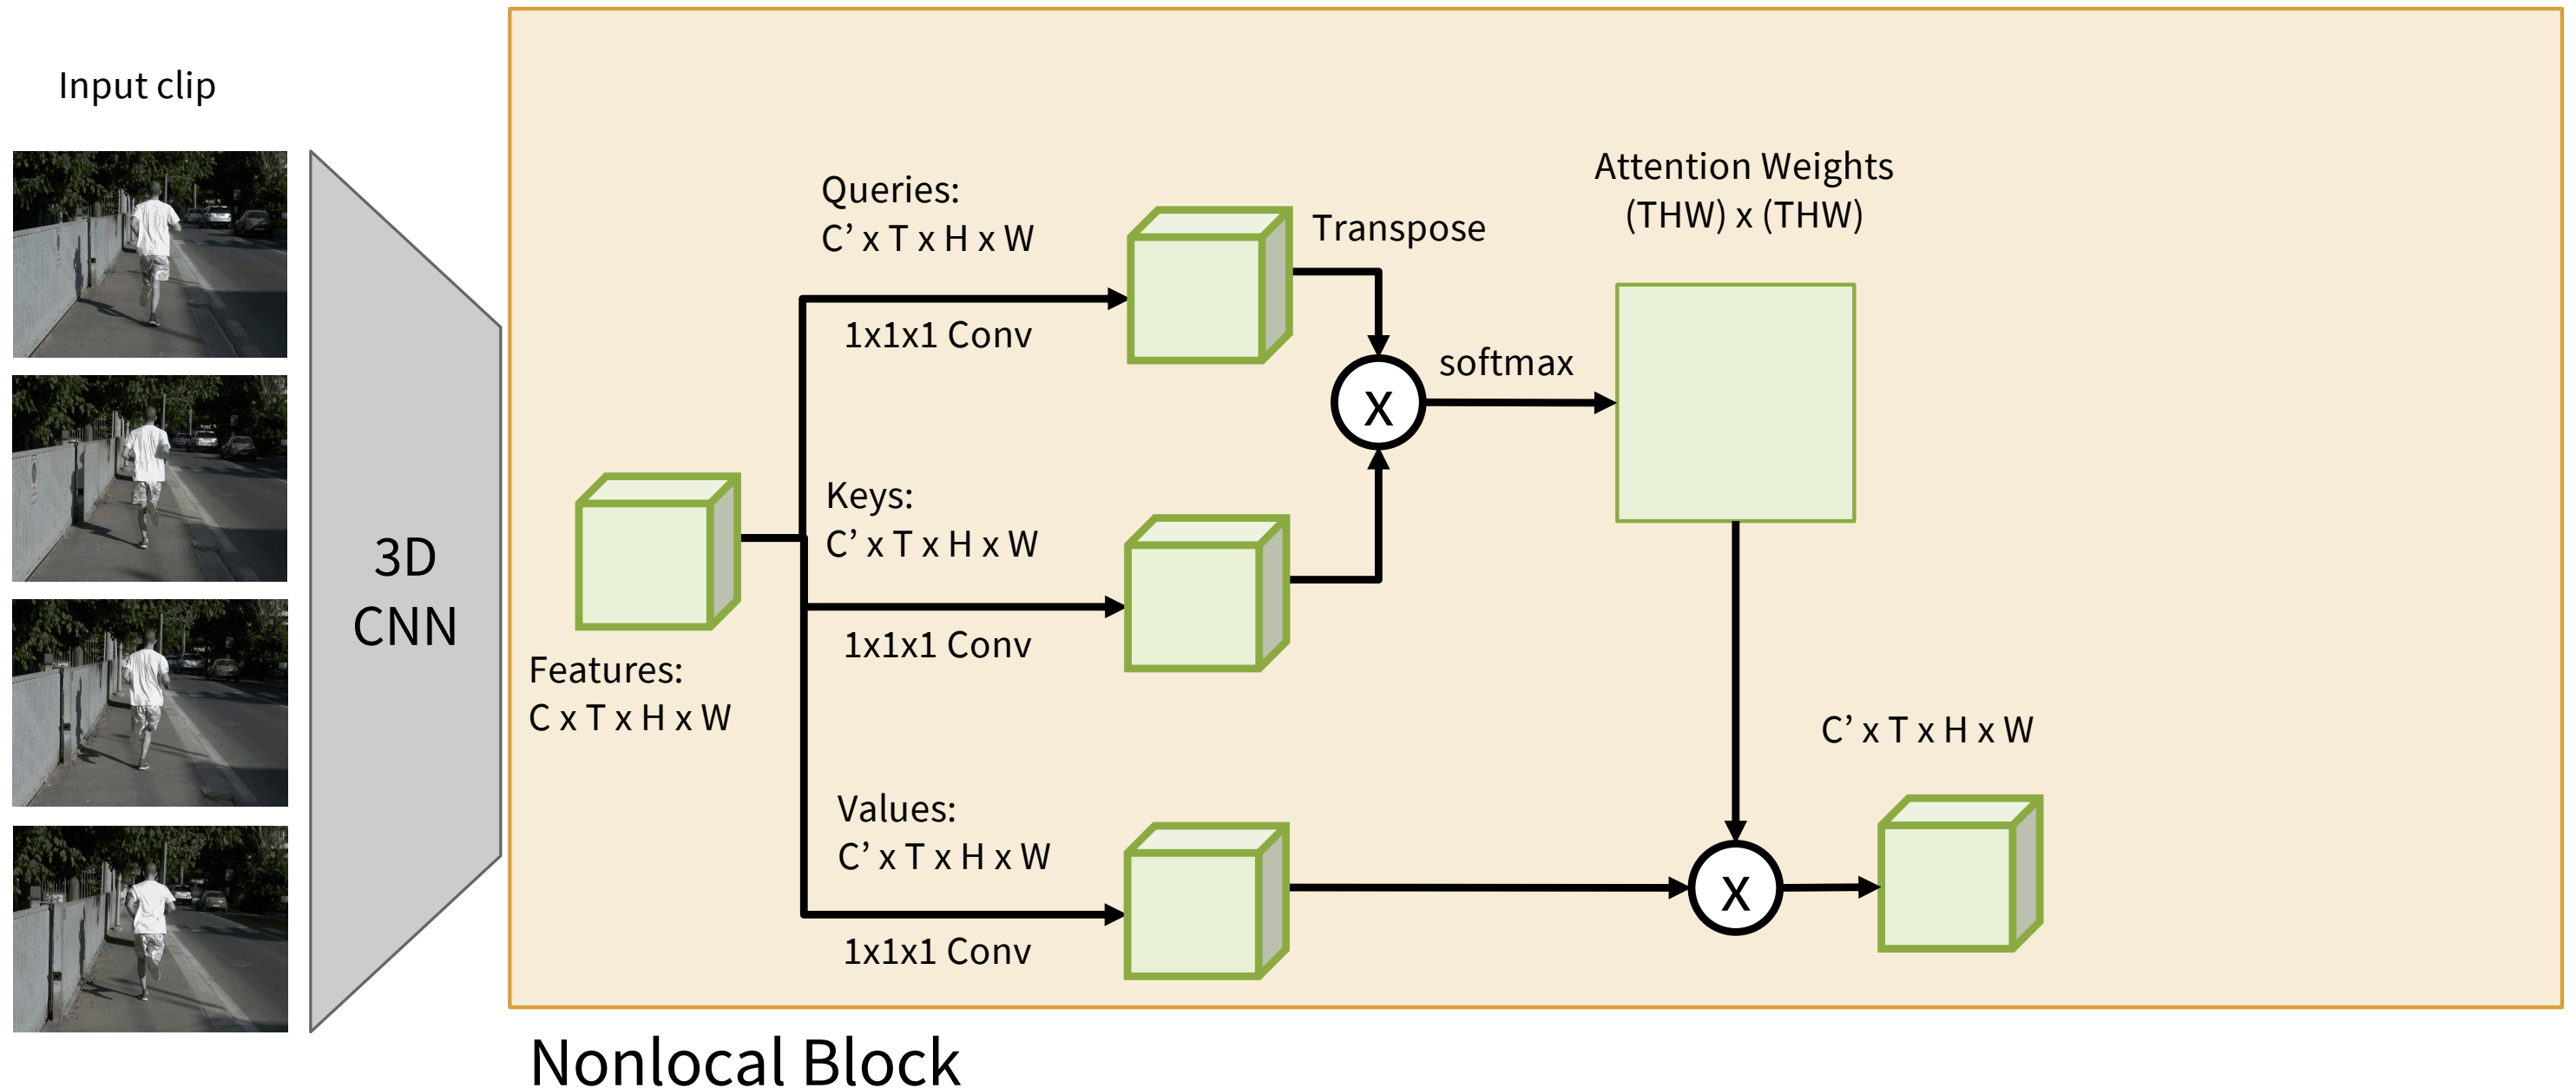 Input clip
3D
CNN
Features:
C x T x H x W
Queries:
C’ x T x H x W
1x1x1 Conv
Keys:
C’ x T x H x W
1x1x1 Conv
Values:
C’ x T x H x W
1x1x1 Conv
Transpose
X
softmax
Attention Weights
(THW) x (THW)
X
C’ x T x H x W
Nonlocal Block